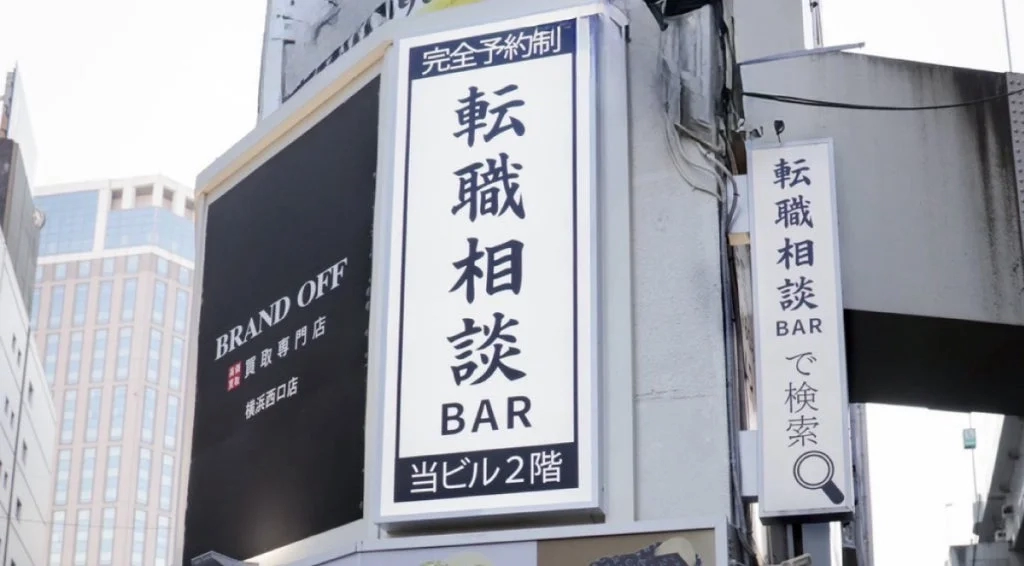 BRAND OFF
買取専門店
横浜西口店
完全予約制
転職相談
BAR
当ビル2階
転職相談
BAR
で検索